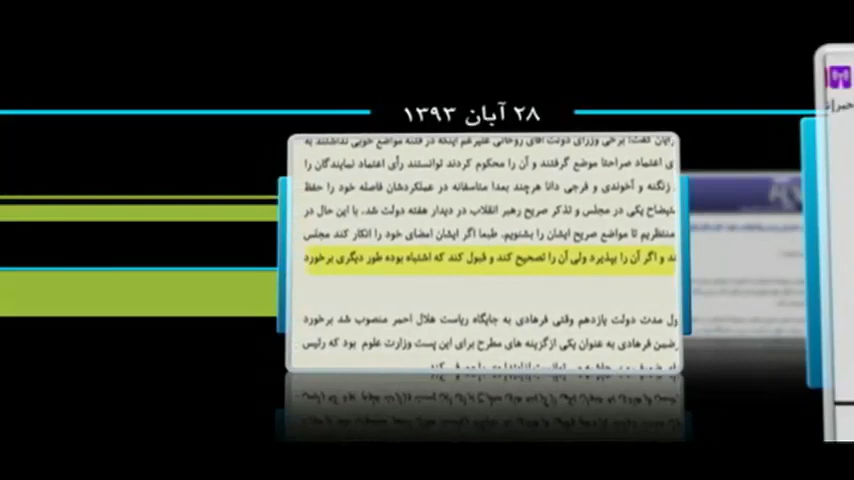 ۲۸ آبان ۱۳۹۳
گفت: برخی وزرای دولت آقای روحانی علیرغم اینکه در فتنه مواضع خوبی نداشتند به
ی اعتماد صراحتا موضع گرفتند و آن را محکوم کردند توانستند رأی اعتماد نمایندگان را
زنگنه و آخوندی و فرجی دانا هرچند بعدا متاسفانه در عملکردشان فاصله خود را حفظ
یکی در مجلس و تذکر صریح رهبر انقلاب در دیدار هفته دولت شد. با این حال در
منتظریم تا مواضع صریح ایشان را بشنویم. طبعا اگر ایشان امضای خود را انکار کند مجلس
ند و اگر آن را بپذیرد ولی آن را تصحیح کند و قبول کند که اشتباه بوده طور دیگری برخورد
ول مدت دولت یازدهم وقتی فرهادی به جایگاه ریاست هلال احمر منصوب شد برخورد
فرهادی به عنوان یکی ازگزینه های مطرح برای این پست وزارت علوم بود که رئیس